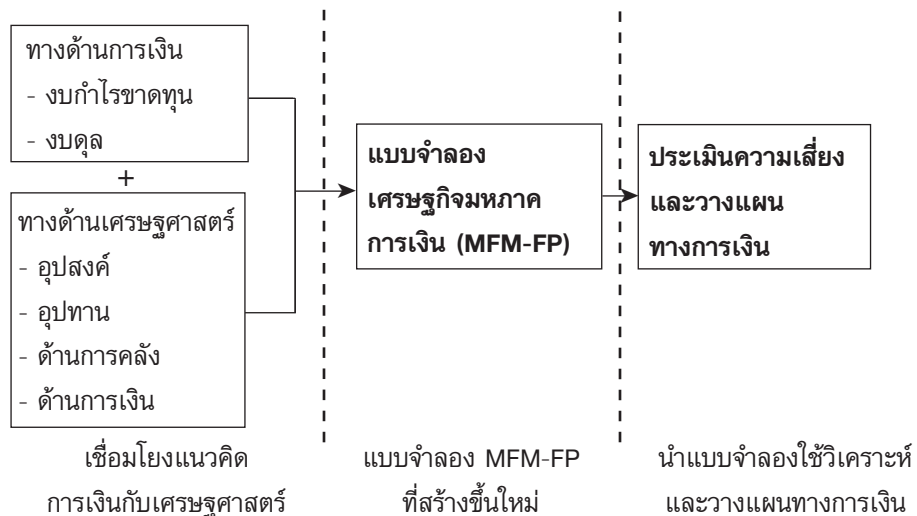 ทางด้านการเงิน
- งบกำไรขาดทุน
- งบดุล
+
ทางด้านเศรษฐศาสตร์
- อุปสงค์
- อุปทาน
- ด้านการคลัง
- ด้านการเงิน
เชื่อมโยงแนวคิด
การเงินกับเศรษฐศาสตร์
แบบจำลอง
เศรษฐกิจมหภาค
การเงิน (MFM-FP)
แบบจำลอง MFM-FP
ที่สร้างขึ้นใหม่
ประเมินความเสี่ยง
และวางแผน
ทางการเงิน
นำแบบจำลองใช้วิเคราะห์
และวางแผนทางการเงิน